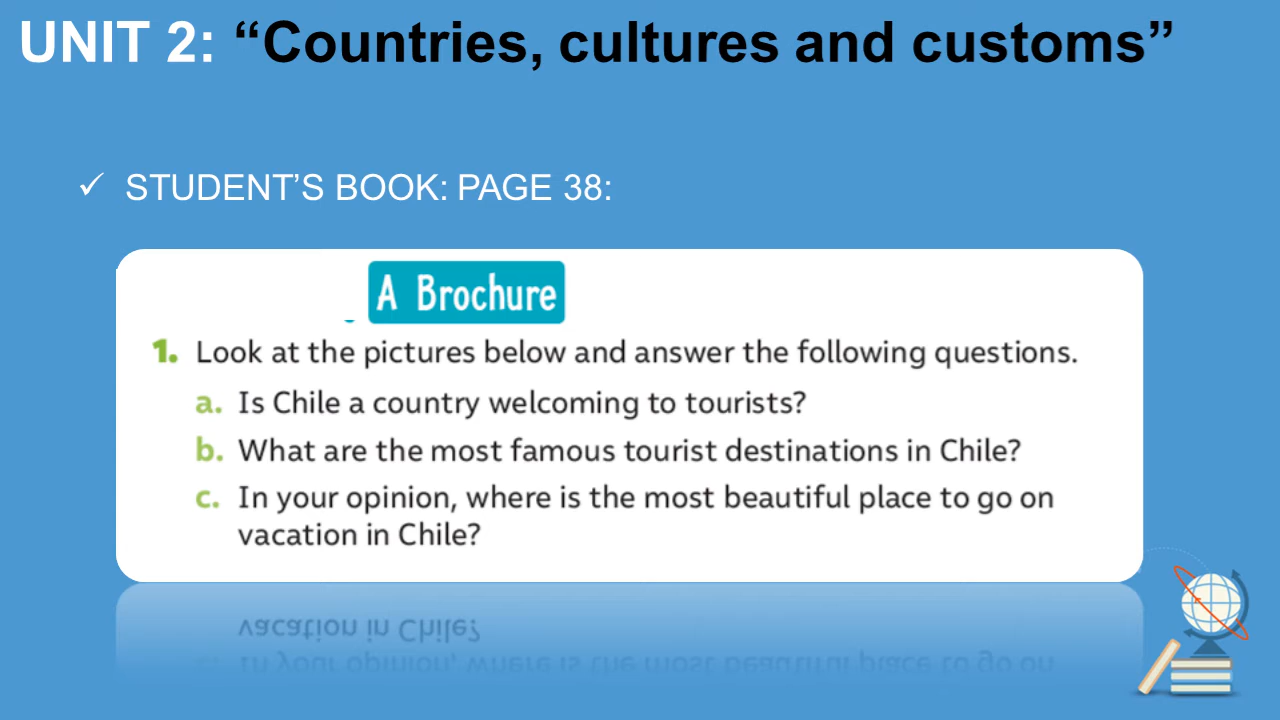 UNIT 2: “Countries, cultures and customs”
✓ STUDENT’S BOOK: PAGE 38:
A Brochure
1. Look at the pictures below and answer the following questions.
a. Is Chile a country welcoming to tourists?
b. What are the most famous tourist destinations in Chile?
c. In your opinion, where is the most beautiful place to go on
vacation in Chile?